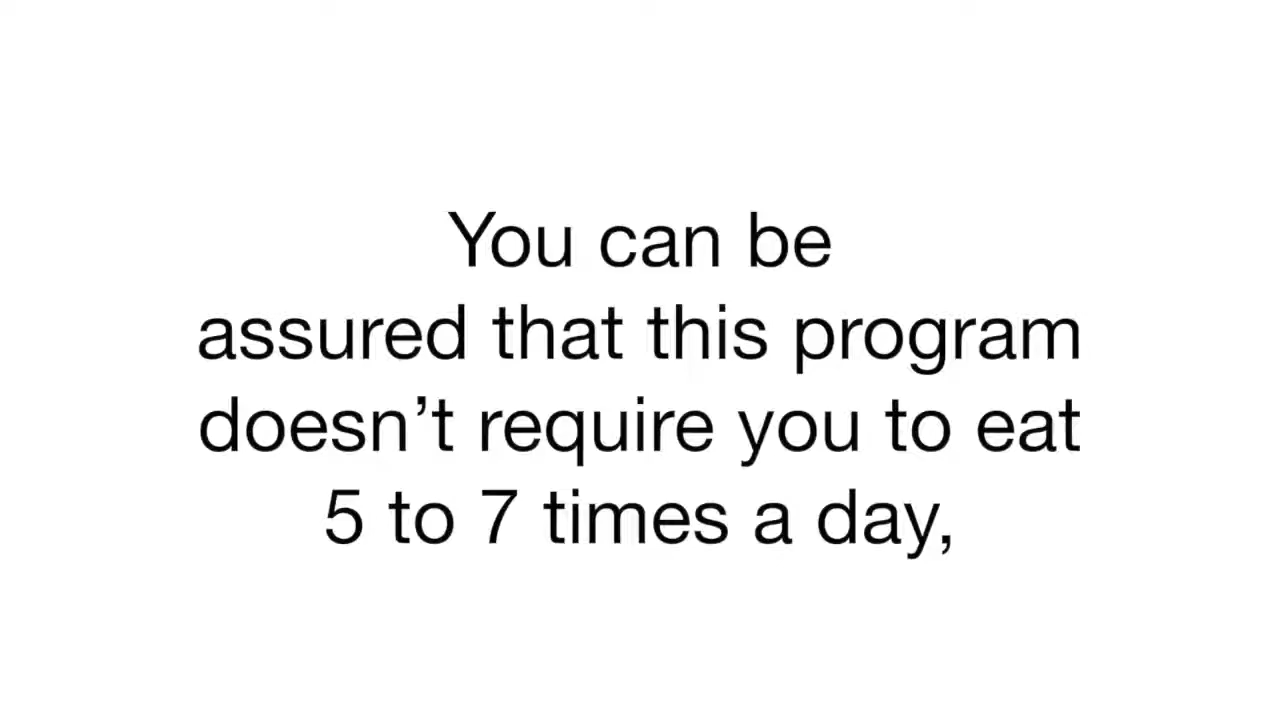 You can be
assured that this program
doesn’t require you to eat
5 to 7 times a day,